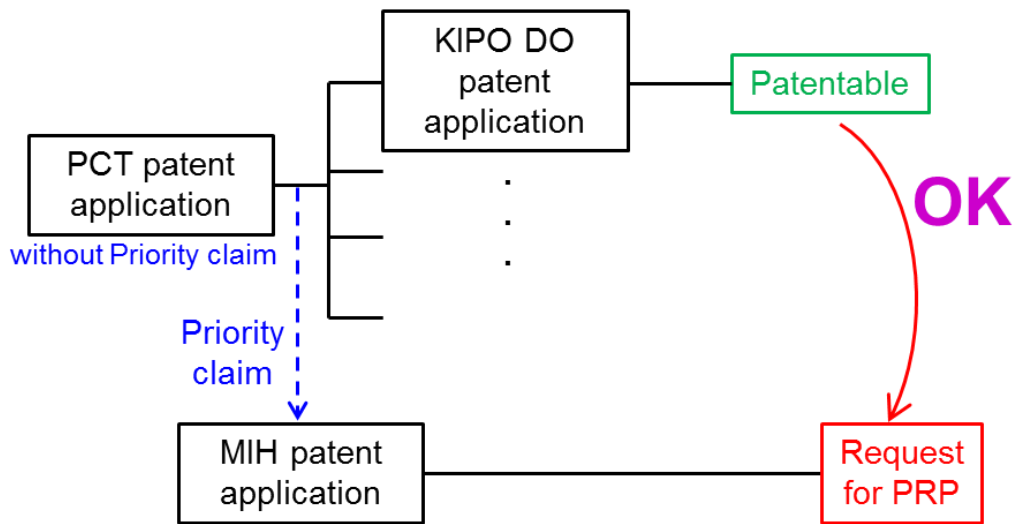 KIPO DO
patent
application
Patentable
PCT patent
application
without Priority claim
OK
.
.
.
Priority
claim
MIH patent
application
Request
for PRP